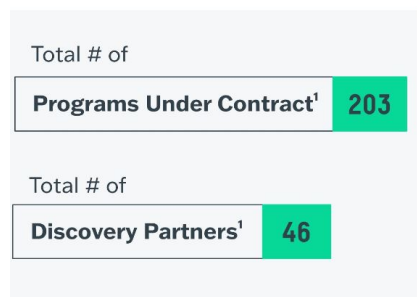 Total # of
Programs Under Contract¹ 203
Total # of
Discovery Partners¹ 46